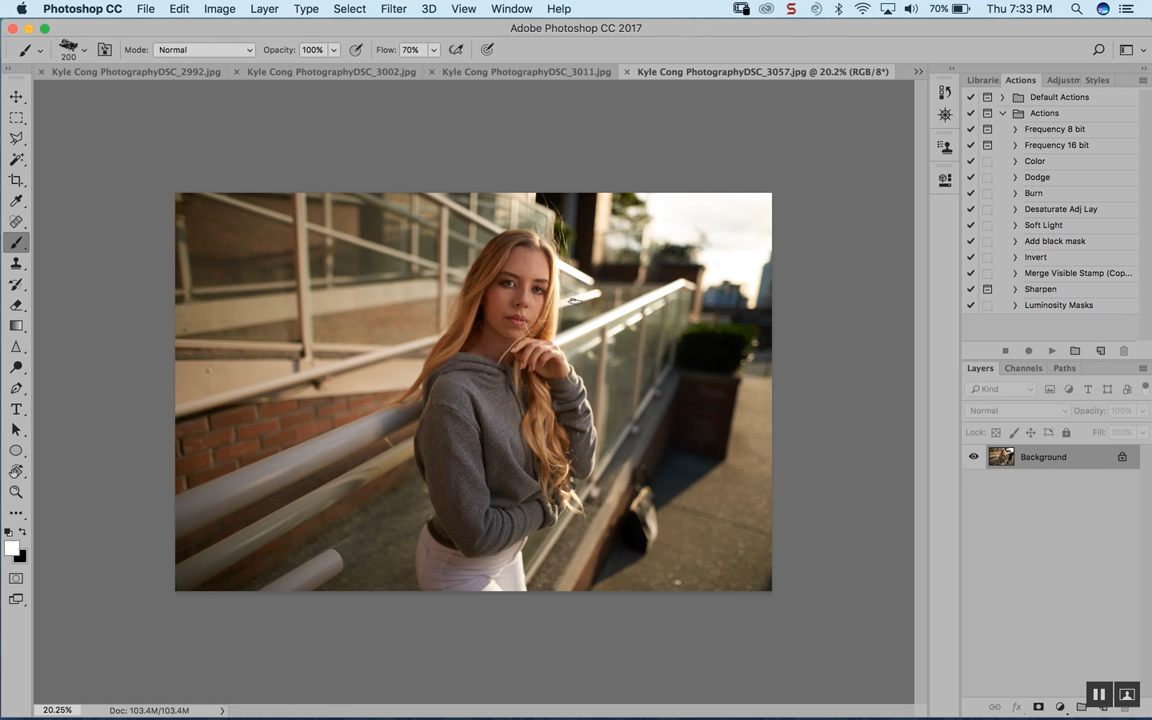 Photoshop CC File Edit Image Layer Type Select Filter 3D View Window Help 70% Thu 7:33 PM
Adobe Photoshop CC 2017
200 Mode: Normal Opacity: 100% Flow: 70%
Kyle Cong PhotographyDSC_2992.jpg Kyle Cong PhotographyDSC_3002.jpg Kyle Cong PhotographyDSC_3011.jpg Kyle Cong PhotographyDSC_3057.jpg @ 20.2% (RGB/8*)
Librarie Actions Adjustm Styles
Default Actions
Actions
Frequency 8 bit
Frequency 16 bit
Color
Dodge
Burn
Desaturate Adj Lay
Soft Light
Add black mask
Invert
Merge Visible Stamp (Cop...
Sharpen
Luminosity Masks
Layers Channels Paths
Kind
Normal Opacity: 100%
Lock: Fill: 100%
Background
20.25% Doc: 103.4M/103.4M